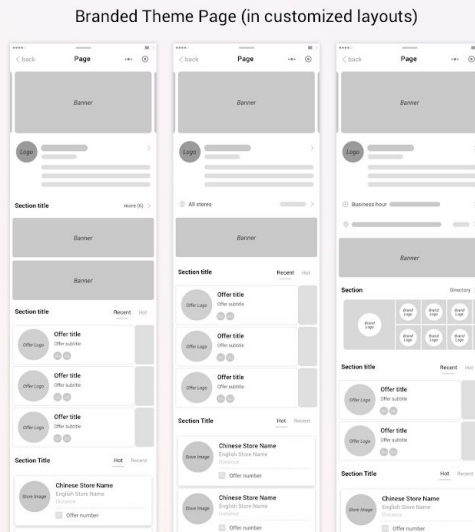 Branded Theme Page (in customized layouts)
back Page
Banner
Logo
Section title more (6)
Banner
Banner
Section title Recent Hot
Offer Logo Offer title
Offer subtitle
Offer Logo Offer title
Offer subtitle
Offer Logo Offer title
Offer subtitle
Section Title Hot Recent
Store Image Chinese Store Name
English Store Name
Distance
Offer number
back Page
Banner
Logo
All stores
Banner
Section title Recent Hot
Offer Logo Offer title
Offer subtitle
Offer Logo Offer title
Offer subtitle
Offer Logo Offer title
Offer subtitle
Section Title Hot Recent
Store Image Chinese Store Name
English Store Name
Distance
Offer number
Store Image Chinese Store Name
English Store Name
Distance
Offer number
back Page
Banner
Logo
Business hour
Banner
Section Directory
Brand Logo Brand Logo Brand Logo Brand Logo
Brand Logo Brand Logo Brand Logo
Section title Recent Hot
Offer Logo Offer title
Offer subtitle
Offer Logo Offer title
Offer subtitle
Section Title Hot Recent
Store Image Chinese Store Name
English Store Name
Distance
Offer number